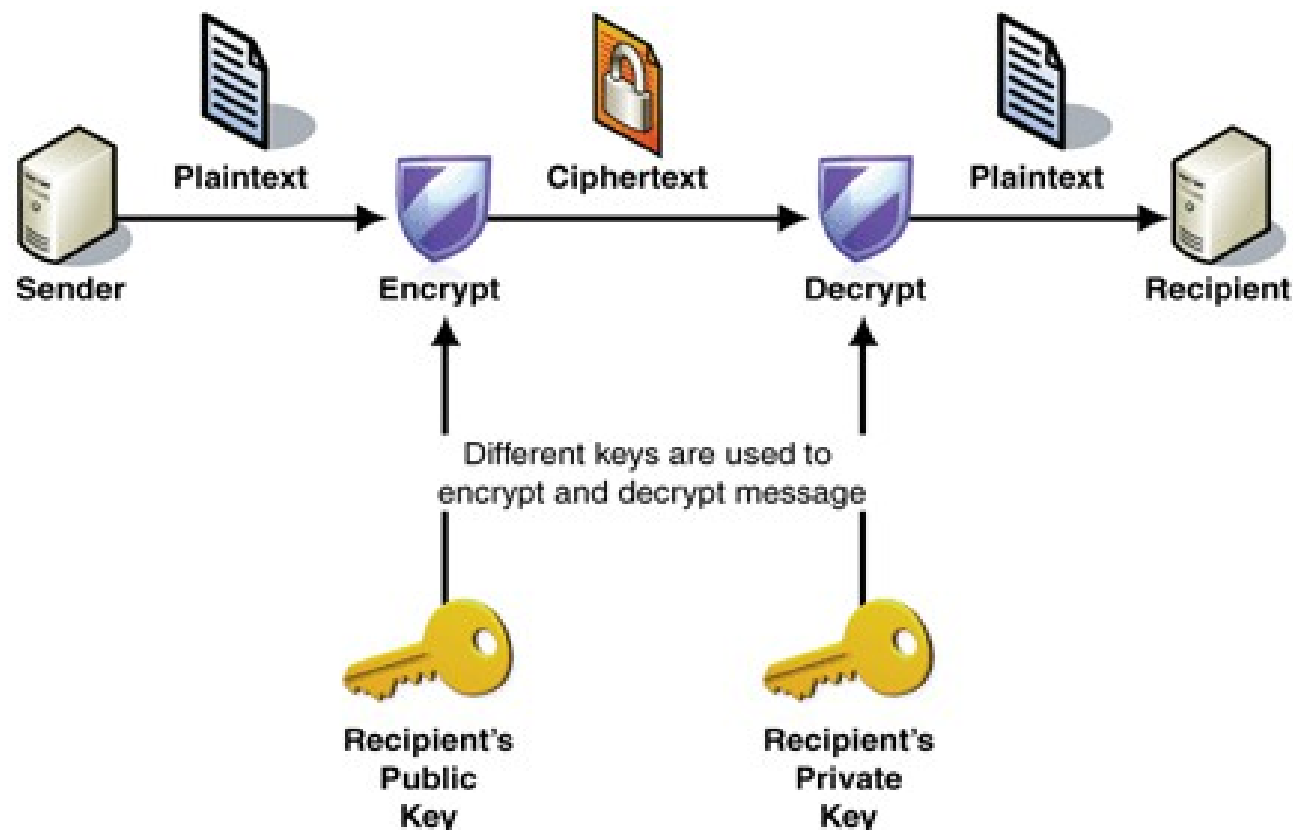 Plaintext
Ciphertext
Plaintext
Sender
Encrypt
Decrypt
Recipient
Different keys are used to
encrypt and decrypt message
Recipient's
Public
Key
Recipient's
Private
Key